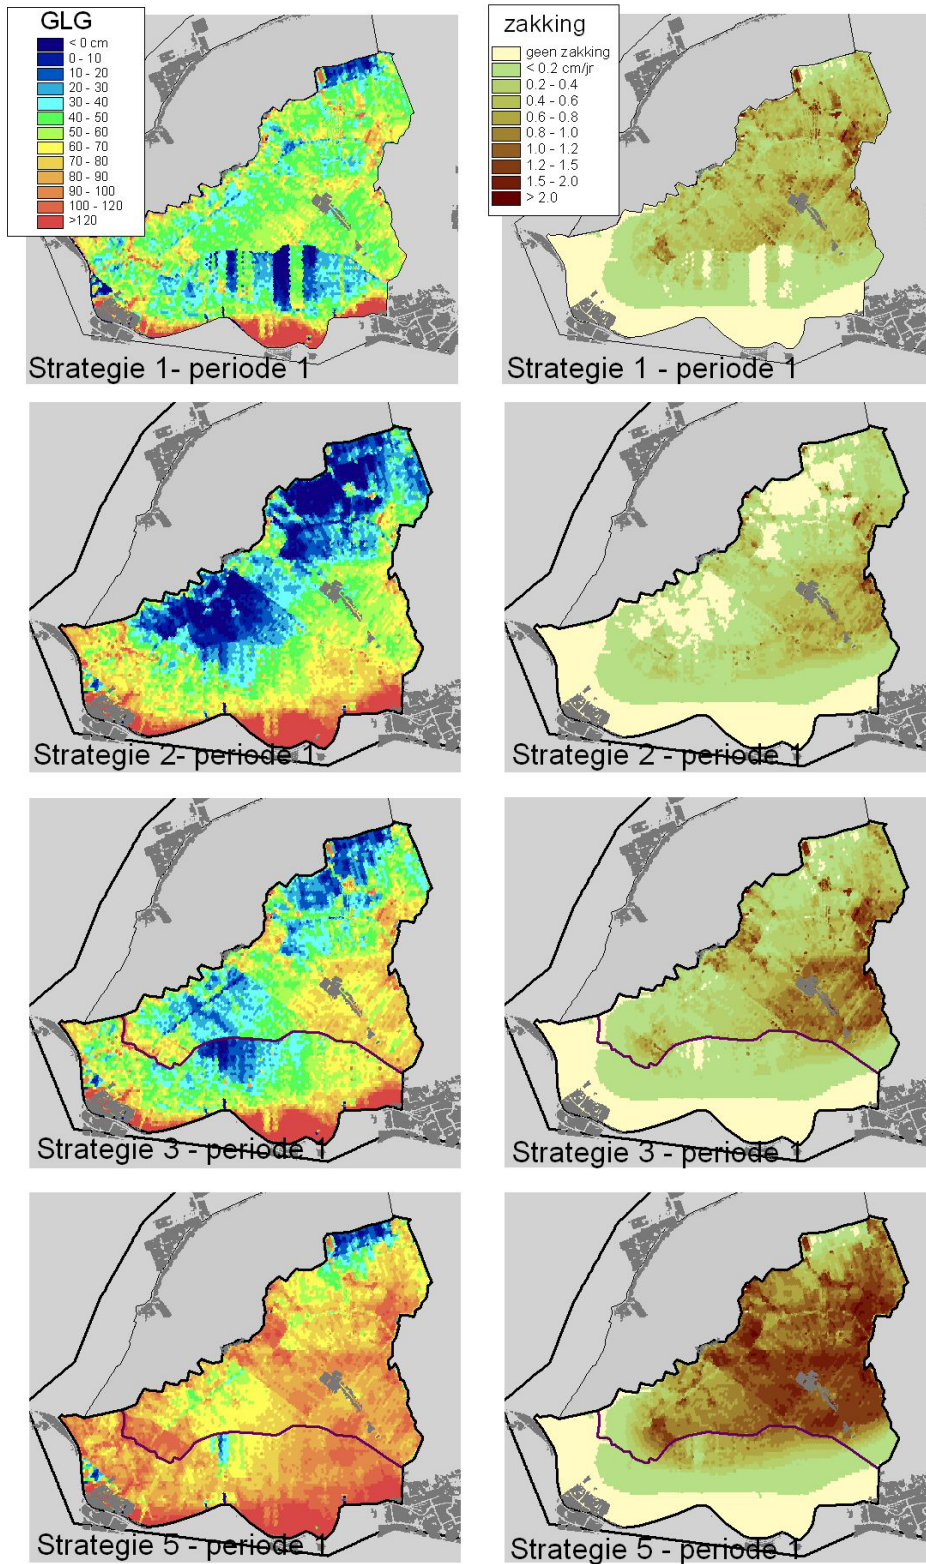 GLG
< 0 cm
0 - 10
10 - 20
20 - 30
30 - 40
40 - 50
50 - 60
60 - 70
70 - 80
80 - 90
90 - 100
100 - 120
>120
Strategie 1- periode 1
zakking
geen zakking
< 0.2 cm/jr
0.2 - 0.4
0.4 - 0.6
0.6 - 0.8
0.8 - 1.0
1.0 - 1.2
1.2 - 1.5
1.5 - 2.0
> 2.0
Strategie 1 - periode 1
Strategie 2- periode 1
Strategie 2 - periode 1
Strategie 3 - periode 1
Strategie 3 - periode 1
Strategie 5 - periode 1
Strategie 5 - periode 1